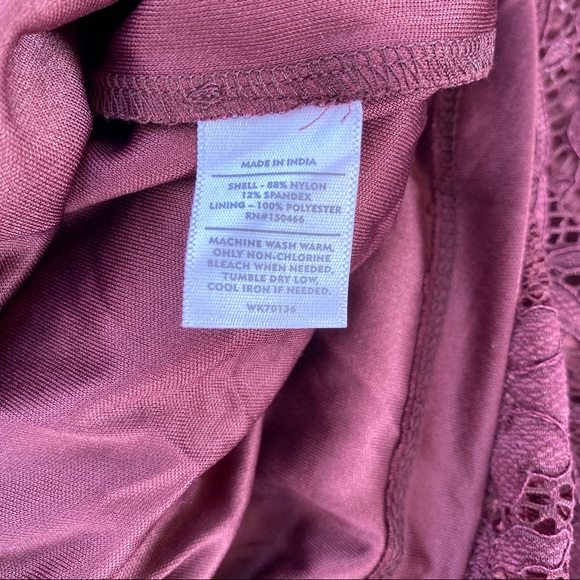 MADE IN INDIA
SHELL - 88% NYLON
12% SPANDEX
LINING – 100% POLYESTER
RN#150466
MACHINE WASH WARM,
ONLY NON-CHLORINE
BLEACH WHEN NEEDED,
TUMBLE DRY LOW,
COOL IRON IF NEEDED.
WK70136